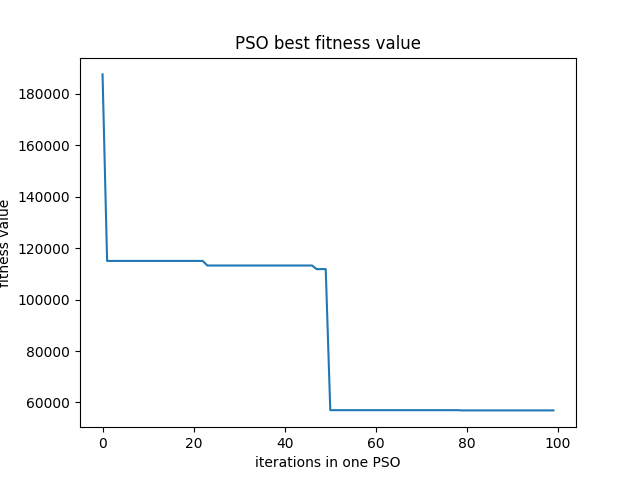 PSO best fitness value
180000
160000
140000
120000
100000
80000
60000
fitness value
0 20 40 60 80 100
iterations in one PSO